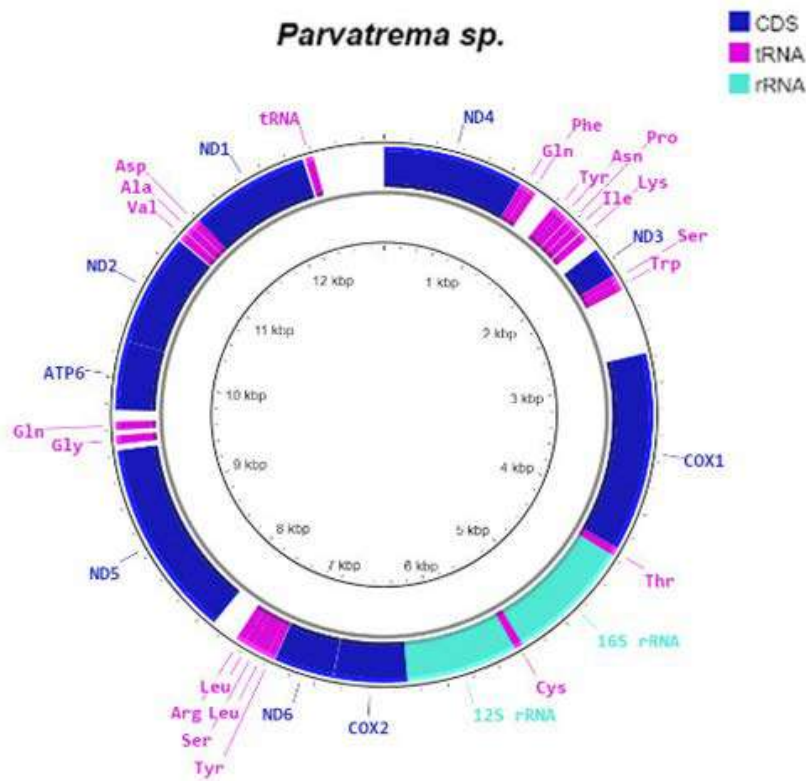 Parvatrema sp.
CDS
tRNA
rRNA
ND4
Phe
Gln
Pro
Asn
Tyr
Lys
Ile
ND3
Ser
Trp
COX1
Thr
16S rRNA
Cys
12S rRNA
COX2
ND6
Tyr
Ser
Arg Leu
Leu
ND5
Gly
Gln
ATP6
ND2
Val
Ala
Asp
ND1
tRNA
1 kbp
2 kbp
3 kbp
4 kbp
5 kbp
6 kbp
7 kbp
8 kbp
9 kbp
10 kbp
11 kbp
12 kbp